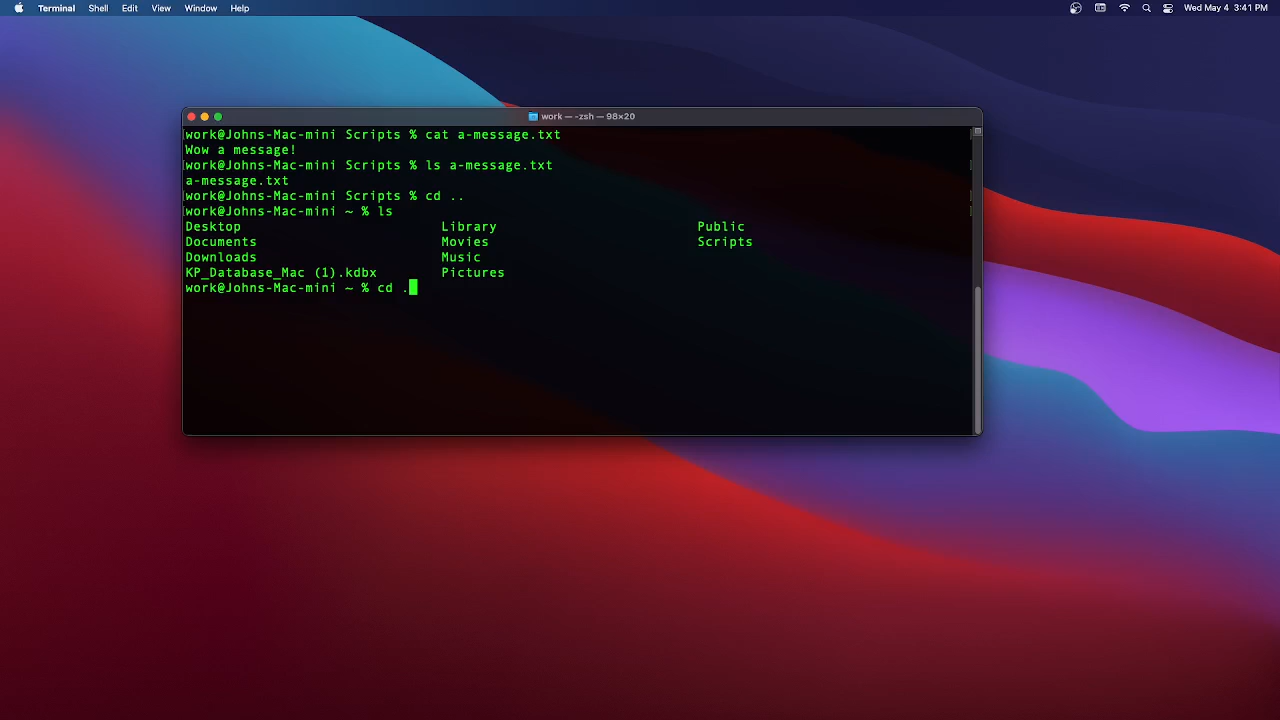 Terminal Shell Edit View Window Help Wed May 4 3:41 PM
work — -zsh — 98×20
[work@Johns-Mac-mini Scripts % cat a-message.txt ]
Wow a message!
[work@Johns-Mac-mini Scripts % ls a-message.txt ]
a-message.txt
[work@Johns-Mac-mini Scripts % cd .. ]
[work@Johns-Mac-mini ~ % ls ]
Desktop Library Public
Documents Movies Scripts
Downloads Music
KP_Database_Mac (1).kdbx Pictures
work@Johns-Mac-mini ~ % cd .